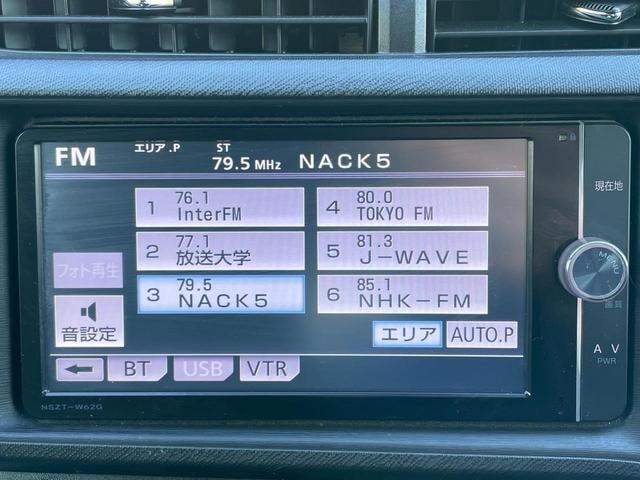 FM エリア.P ST 79.5 MHz NACK5
1 76.1 InterFM
2 77.1 放送大学
3 79.5 NACK5
4 80.0 TOKYO FM
5 81.3 J-WAVE
6 85.1 NHK-FM
フォト再生
音設定
エリア AUTO.P
BT USB VTR
NSZT-W62G
現在地
MENU
画質
A V
PWR